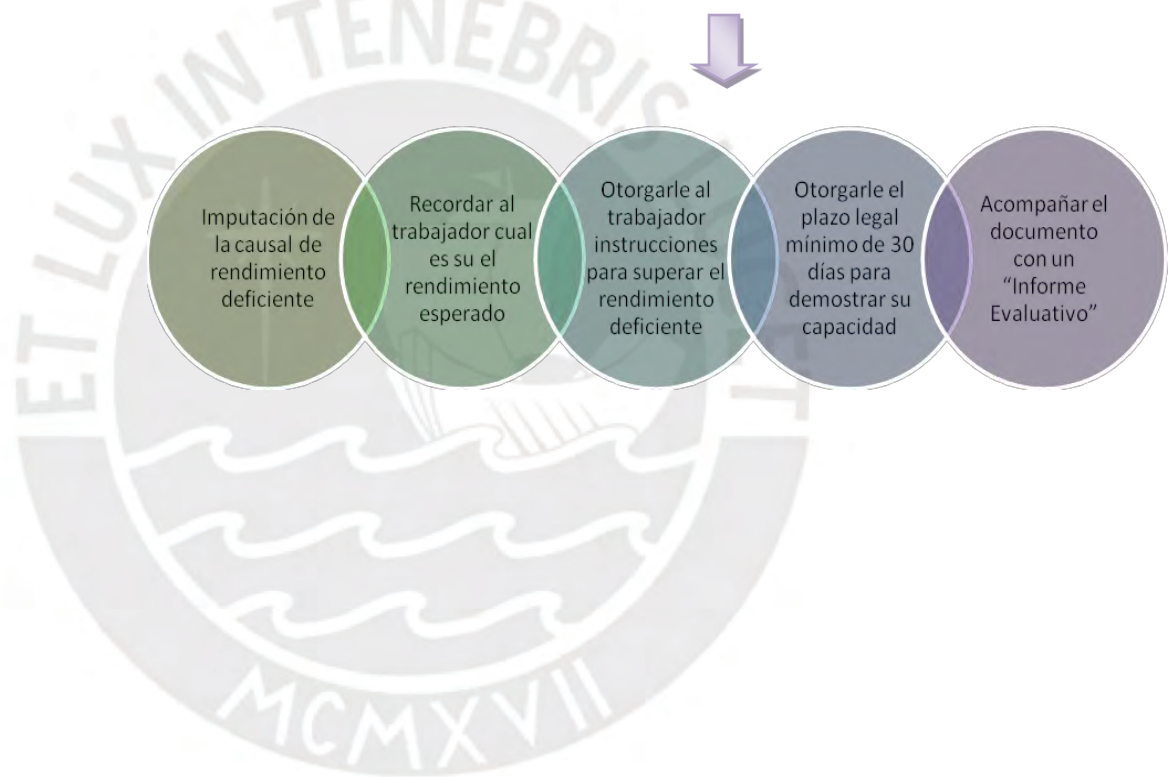 ET LUX IN TENEBRIS LUCET
Imputación de
la causal de
rendimiento
deficiente
Recordar al
trabajador cual
es su el
rendimiento
esperado
Otorgarle al
trabajador
instrucciones
para superar el
rendimiento
deficiente
Otorgarle el
plazo legal
mínimo de 30
días para
demostrar su
capacidad
Acompañar el
documento
con un
“Informe
Evaluativo”
MCMXVII